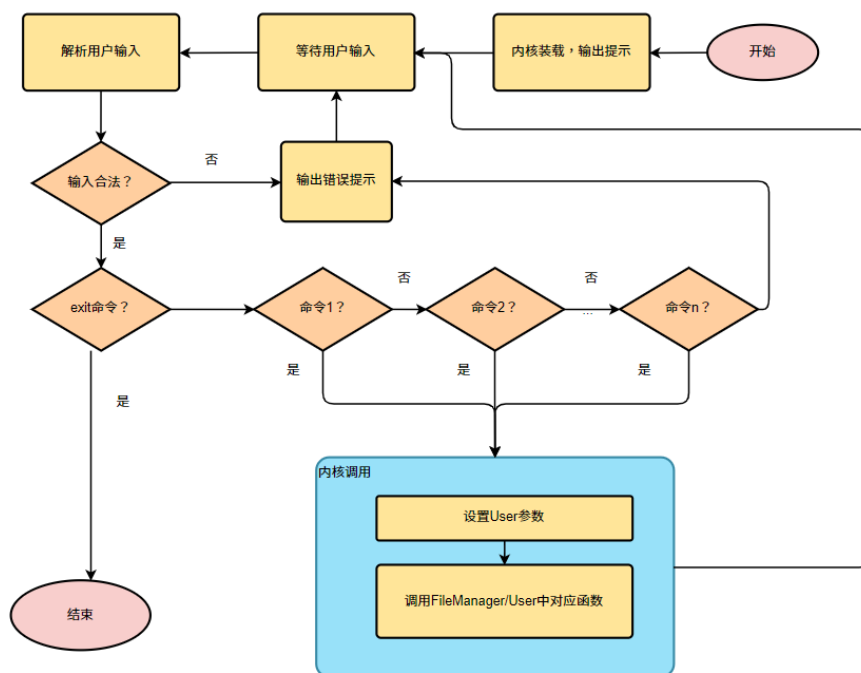 解析用户输入
等待用户输入
内核装载，输出提示
开始
输入合法？
否
输出错误提示
是
exit命令？
命令1？
否
命令2？
否
...
命令n？
是
是
是
是
内核调用
设置User参数
调用FileManager/User中对应函数
结束